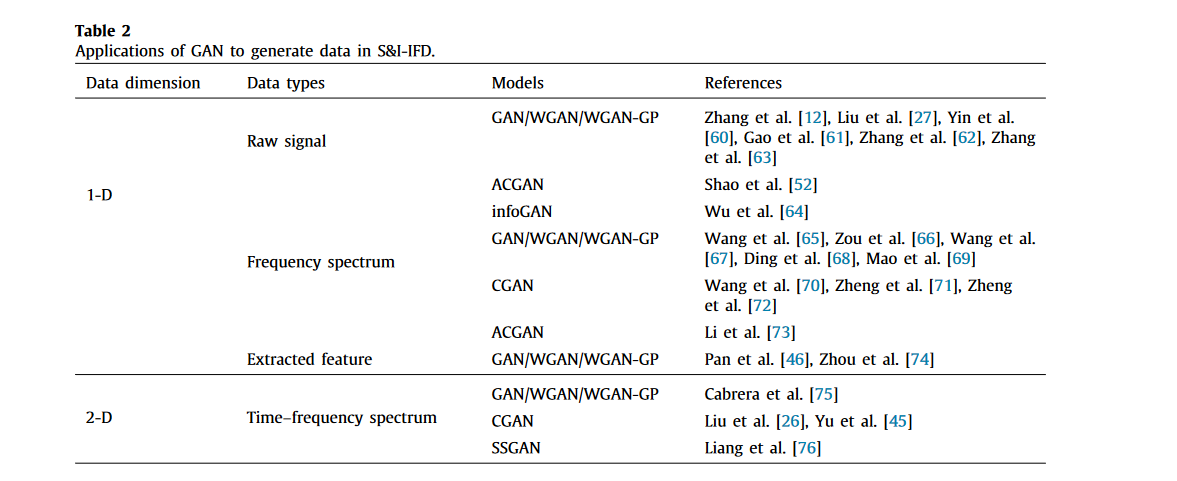 Table 2
Applications of GAN to generate data in S&I-IFD.
Data dimension Data types Models References
1-D Raw signal GAN/WGAN/WGAN-GP Zhang et al. [12], Liu et al. [27], Yin et al.
[60], Gao et al. [61], Zhang et al. [62], Zhang
et al. [63]
ACGAN Shao et al. [52]
infoGAN Wu et al. [64]
Frequency spectrum GAN/WGAN/WGAN-GP Wang et al. [65], Zou et al. [66], Wang et al.
[67], Ding et al. [68], Mao et al. [69]
CGAN Wang et al. [70], Zheng et al. [71], Zheng
et al. [72]
ACGAN Li et al. [73]
Extracted feature GAN/WGAN/WGAN-GP Pan et al. [46], Zhou et al. [74]
2-D Time–frequency spectrum GAN/WGAN/WGAN-GP Cabrera et al. [75]
CGAN Liu et al. [26], Yu et al. [45]
SSGAN Liang et al. [76]